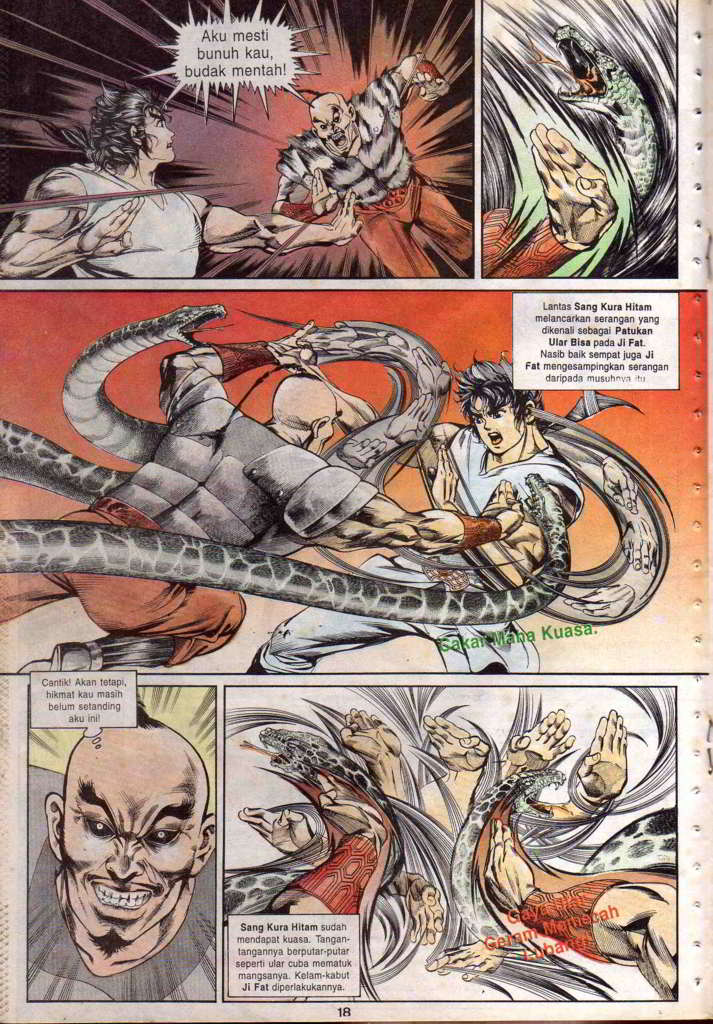 Aku mesti
bunuh kau,
budak mentah!
Lantas Sang Kura Hitam
melancarkan serangan yang
dikenali sebagai Patukan
Ular Bisa pada Ji Fat.
Nasib baik sempat juga Ji
Fat mengesampingkan serangan
daripada musuhnya itu.
Cakar Maha Kuasa.
Cantik! Akan tetapi,
hikmat kau masih
belum setanding
aku ini!
Sang Kura Hitam sudah
mendapat kuasa. Tangan-
tangannya berputar-putar
seperti ular cuba mematuk
mangsanya. Kelam-kabut
Ji Fat diperlakukannya.
Geram Memecah
18